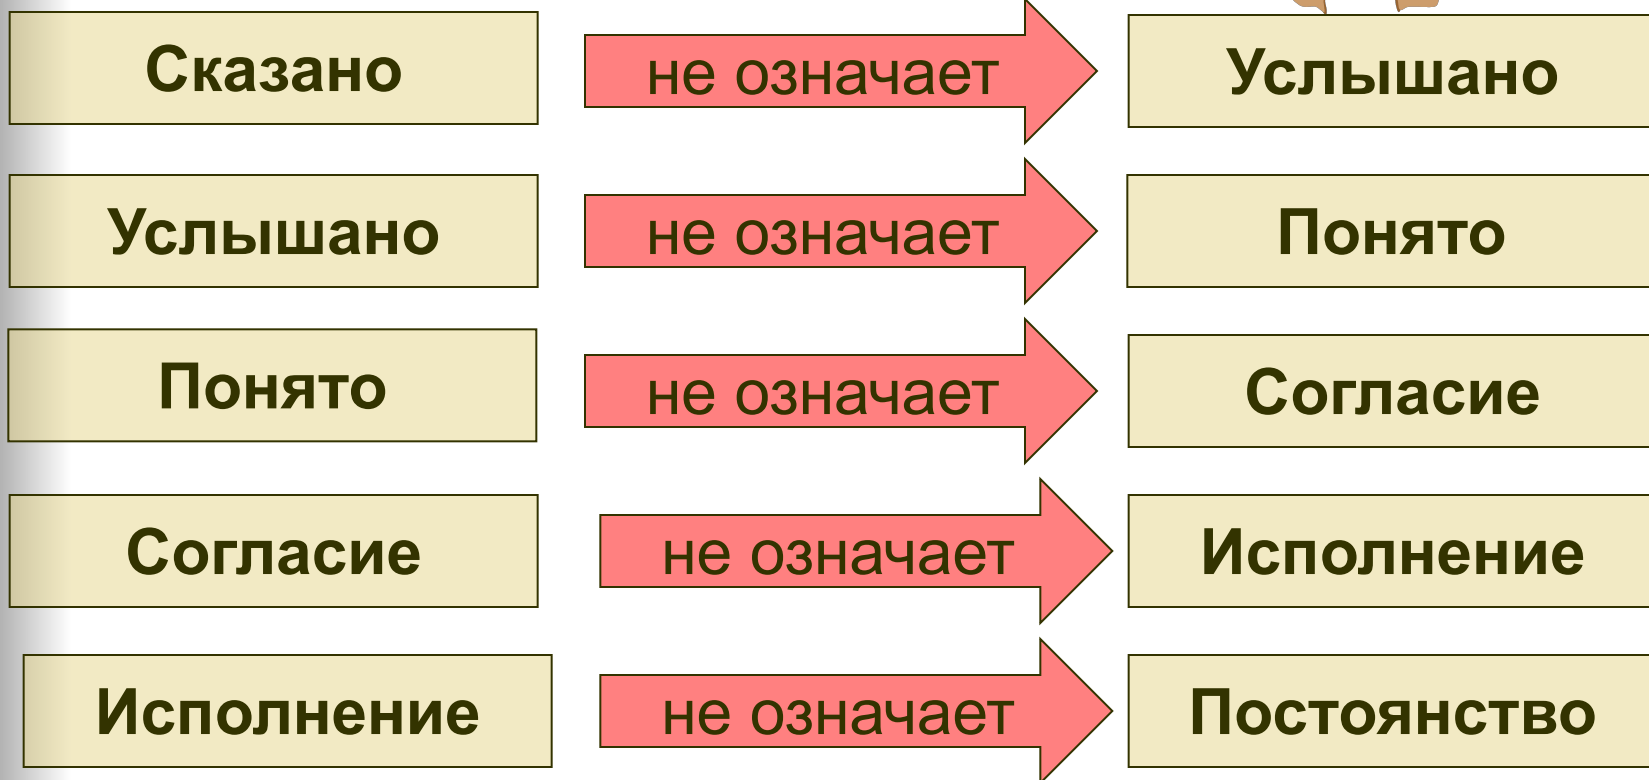 Сказано не означает Услышано
Услышано не означает Понято
Понято не означает Согласие
Согласие не означает Исполнение
Исполнение не означает Постоянство